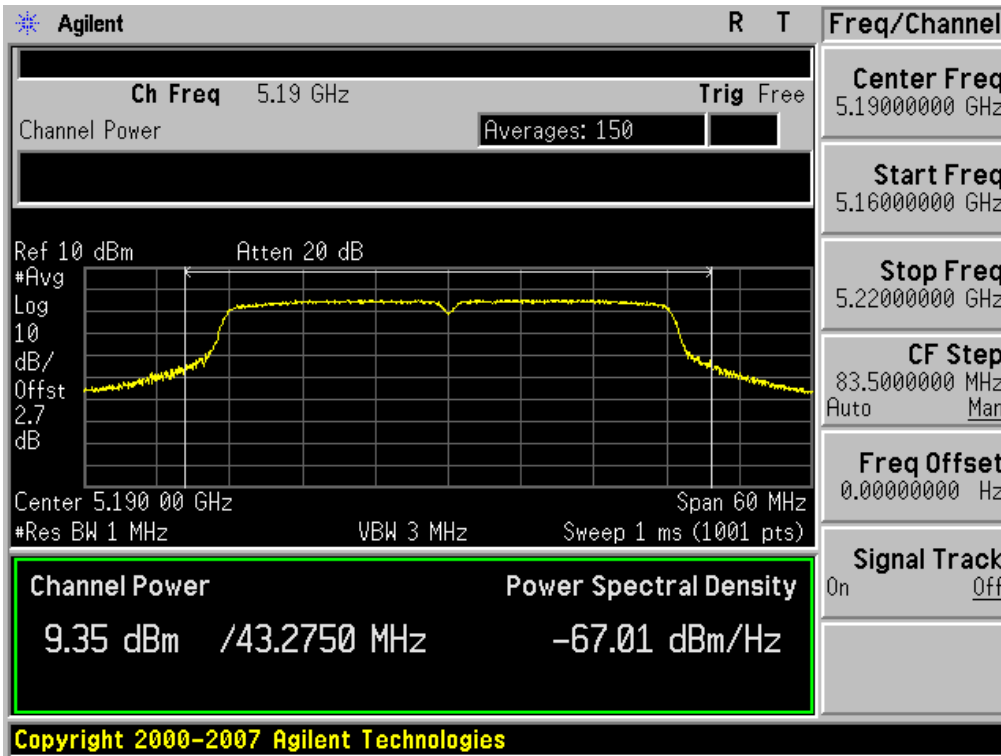 Agilent R T
Freq/Channel
Ch Freq 5.19 GHz Trig Free
Channel Power Averages: 150
Ref 10 dBm Atten 20 dB
#Avg
Log
10
dB/
Offst
2.7
dB
Center 5.190 00 GHz Span 60 MHz
#Res BW 1 MHz VBW 3 MHz Sweep 1 ms (1001 pts)
Channel Power Power Spectral Density
9.35 dBm /43.2750 MHz -67.01 dBm/Hz
Copyright 2000-2007 Agilent Technologies
Center Freq
5.19000000 GHz
Start Freq
5.16000000 GHz
Stop Freq
5.22000000 GHz
CF Step
83.5000000 MHz
Auto Man
Freq Offset
0.00000000 Hz
Signal Track
On Off